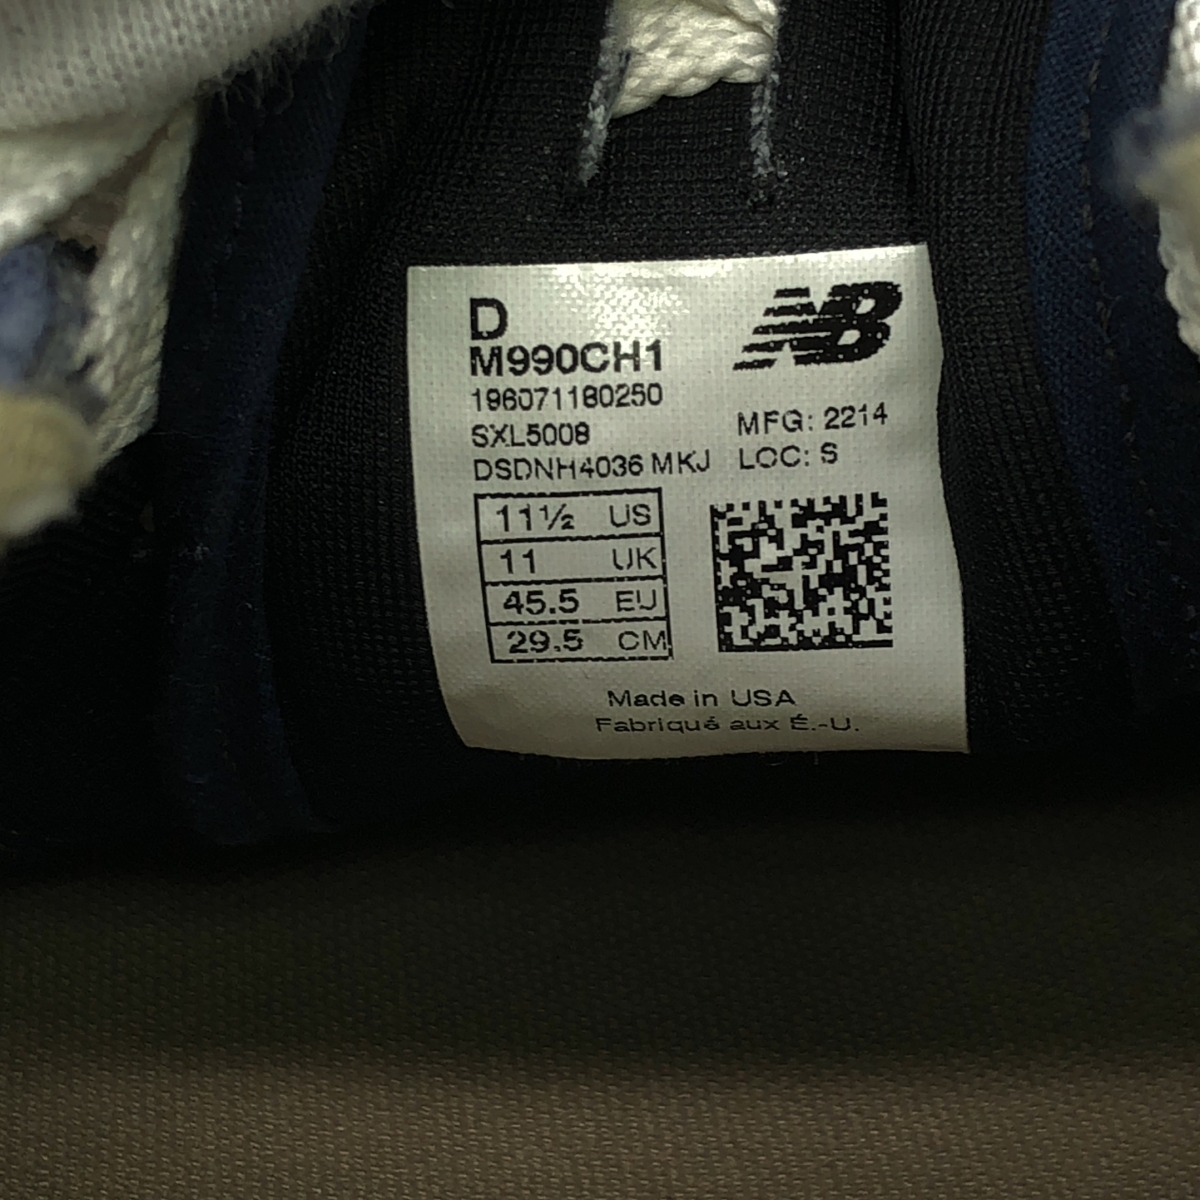 D
NB
M990CH1
196071180250
SXL5008
MFG: 2214
DSDNH4036 MKJ
LOC: S
11½ US
11 UK
45.5 EU
29.5 CM
Made in USA
Fabriqué aux É.-U.